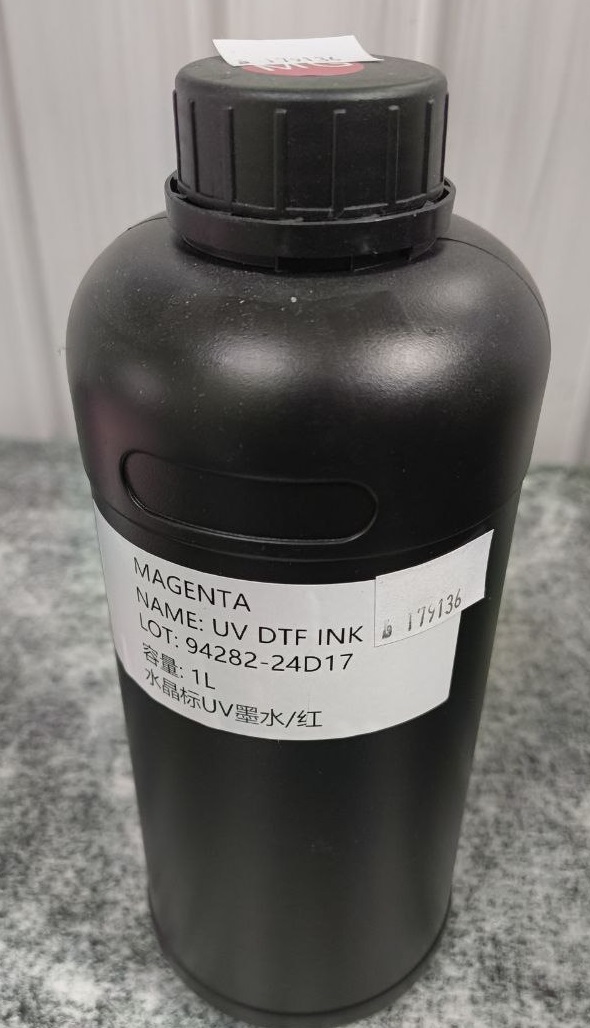 179136
MAGENTA
NAME: UV DTF INK
LOT: 94282-24D17
容量: 1L
水晶标UV墨水/红
179136